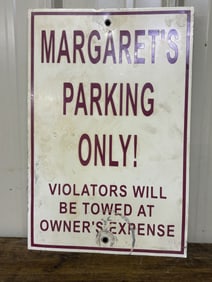 MARGARET'S
PARKING
ONLY!
VIOLATORS WILL
BE TOWED AT
OWNER'S EXPENSE